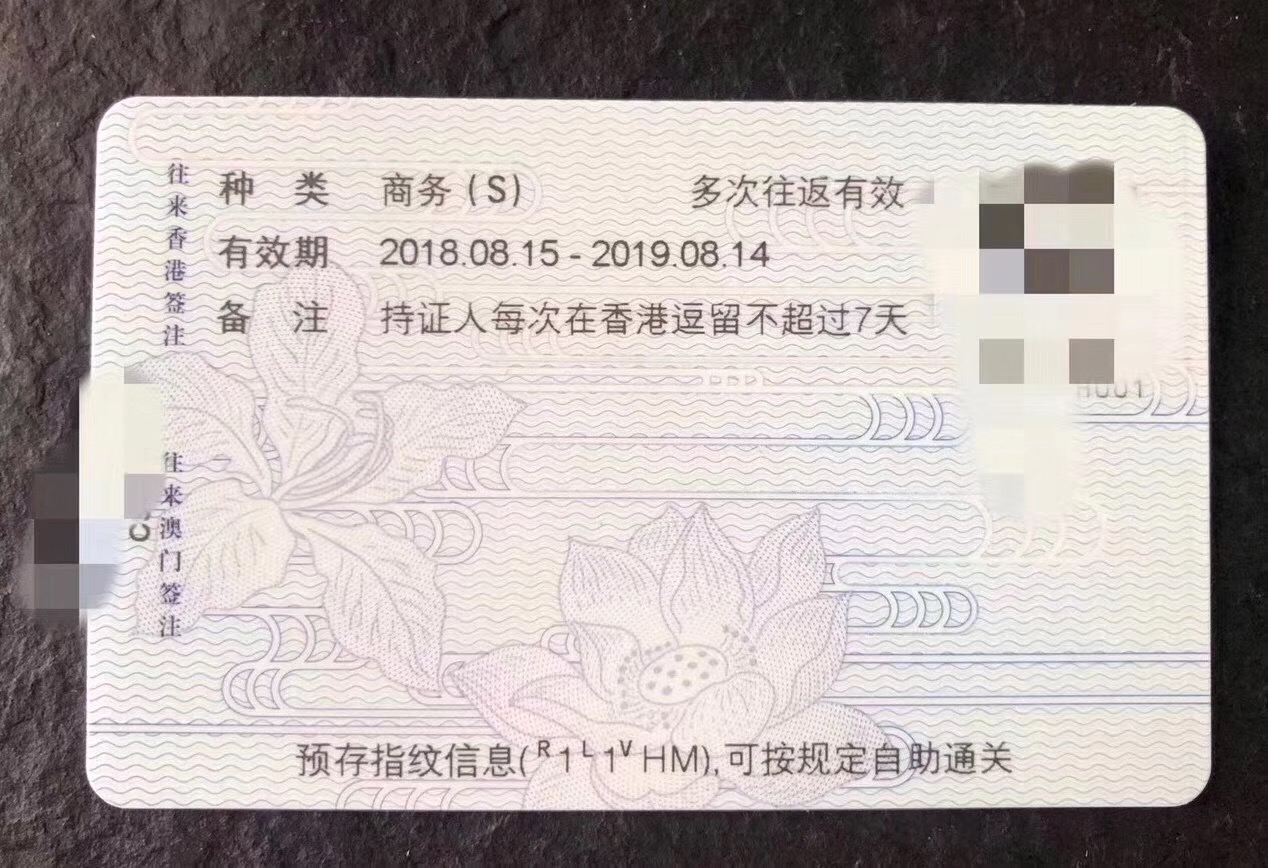 往来香港签注
种 类 商务(S) 多次往返有效
有效期 2018.08.15 - 2019.08.14
备 注 持证人每次在香港逗留不超过7天
往来澳门签注
预存指纹信息(R1L1VHM),可按规定自助通关